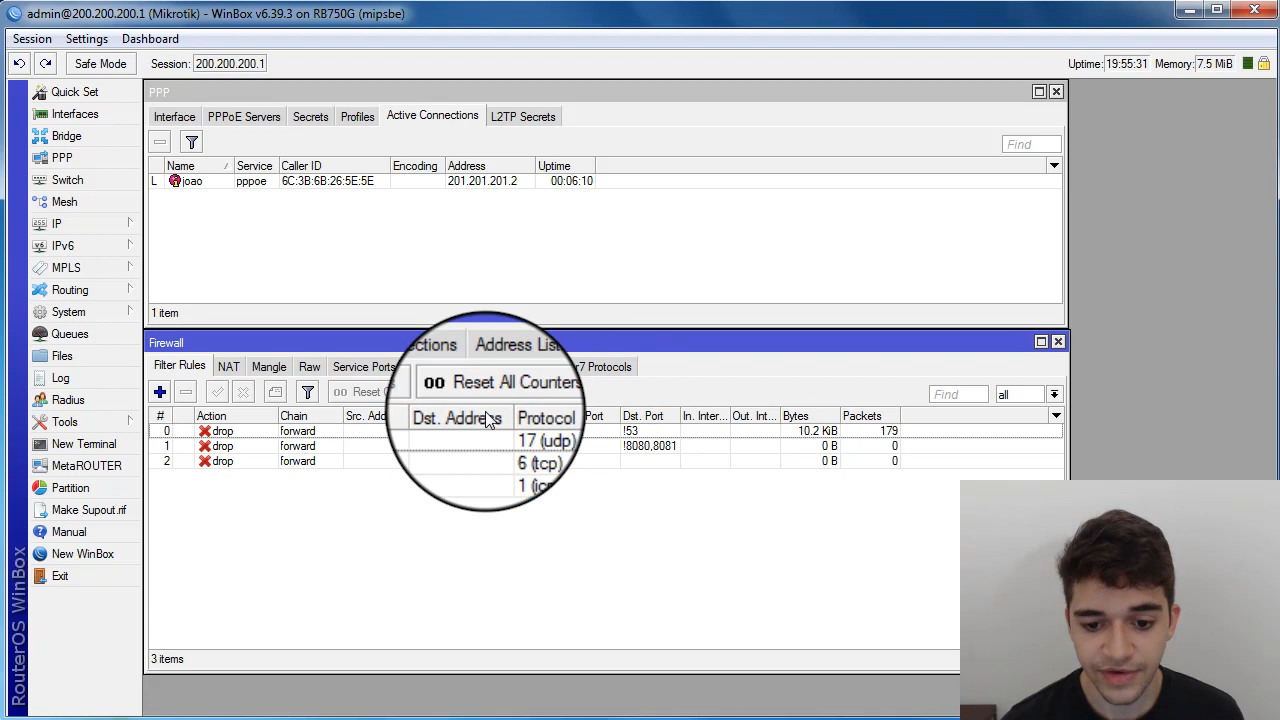 admin@200.200.200.1 (Mikrotik) - WinBox v6.39.3 on RB750G (mipsbe)
Session Settings Dashboard
Safe Mode Session: 200.200.200.1 Uptime: 19:55:31 Memory: 7.5 MiB
Quick Set
Interfaces
Bridge
PPP
Switch
Mesh
IP
IPv6
MPLS
Routing
System
Queues
Files
Log
Radius
Tools
New Terminal
MetaROUTER
Partition
Make Supout.rif
Manual
New WinBox
Exit
RouterOS WinBox
PPP
Interface PPPoE Servers Secrets Profiles Active Connections L2TP Secrets
Find
Name / Service Caller ID Encoding Address Uptime
L joao pppoe 6C:3B:6B:26:5E:5E 201.201.201.2 00:06:10
1 item
Firewall
Filter Rules NAT Mangle Raw Service Ports Address List Protocols
00 Reset 00 Reset All Counters Find all
# Action Chain Src. Dst. Address Protocol Port Dst. Port In. Inter... Out. Int... Bytes Packets
0 drop forward 17 (udp) !53 10.2 KiB 179
1 drop forward 6 (tcp) !8080,8081 0 B 0
2 drop forward 1 0 B 0
3 items